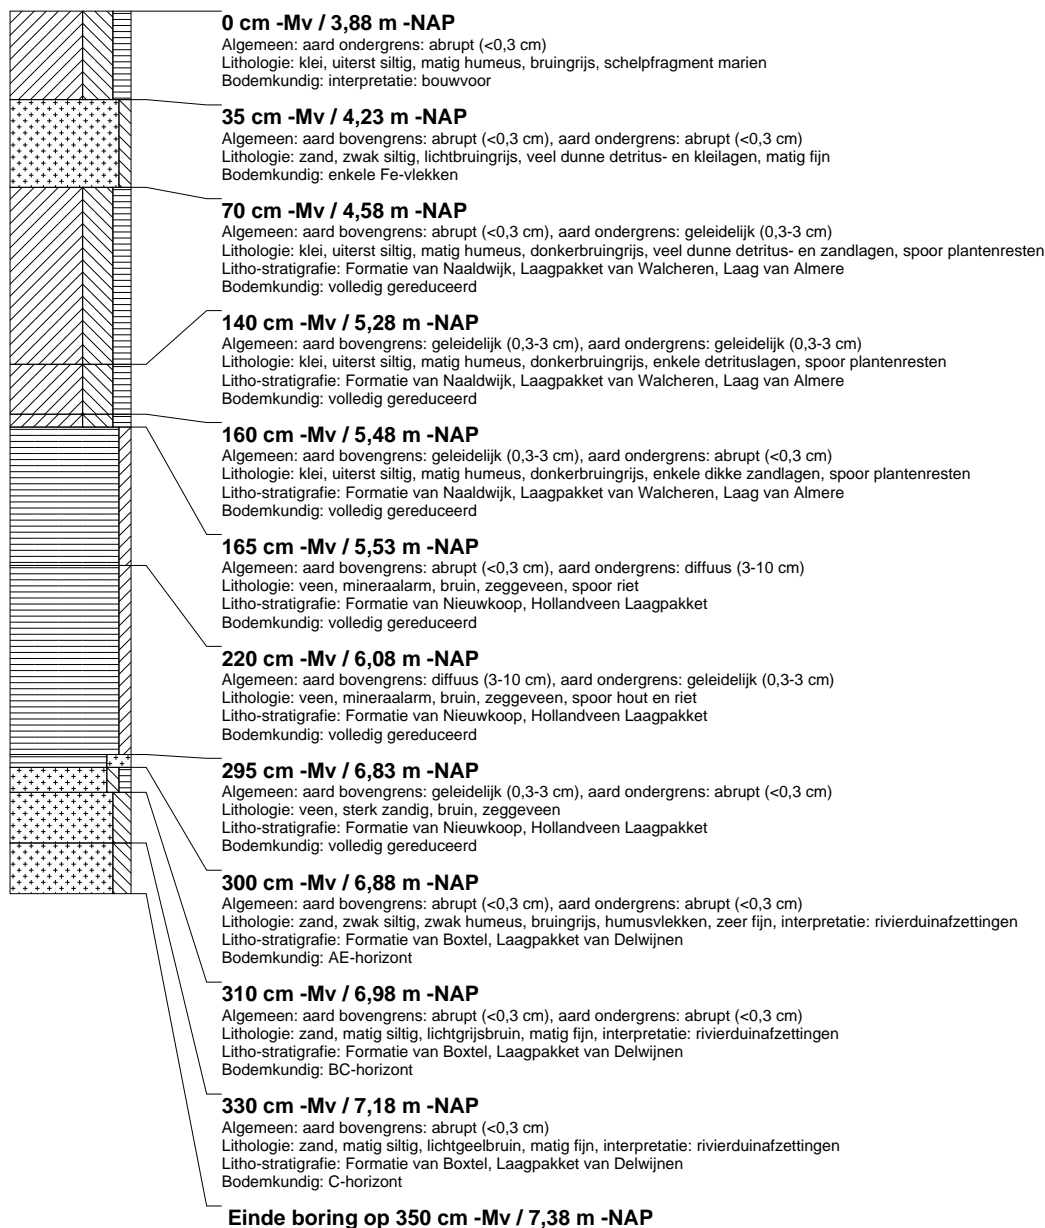 0 cm -Mv / 3,88 m -NAP
Algemeen: aard ondergrens: abrupt (<0,3 cm)
Lithologie: klei, uiterst siltig, matig humeus, bruingrijs, schelpfragment marien
Bodemkundig: interpretatie: bouwvoor
35 cm -Mv / 4,23 m -NAP
Algemeen: aard bovengrens: abrupt (<0,3 cm), aard ondergrens: abrupt (<0,3 cm)
Lithologie: zand, zwak siltig, lichtbruingrijs, veel dunne detritus- en kleilagen, matig fijn
Bodemkundig: enkele Fe-vlekken
70 cm -Mv / 4,58 m -NAP
Algemeen: aard bovengrens: abrupt (<0,3 cm), aard ondergrens: geleidelijk (0,3-3 cm)
Lithologie: klei, uiterst siltig, matig humeus, donkerbruingrijs, veel dunne detritus- en zandlagen, spoor plantenresten
Litho-stratigrafie: Formatie van Naaldwijk, Laagpakket van Walcheren, Laag van Almere
Bodemkundig: volledig gereduceerd
140 cm -Mv / 5,28 m -NAP
Algemeen: aard bovengrens: geleidelijk (0,3-3 cm), aard ondergrens: geleidelijk (0,3-3 cm)
Lithologie: klei, uiterst siltig, matig humeus, donkerbruingrijs, enkele detrituslagen, spoor plantenresten
Litho-stratigrafie: Formatie van Naaldwijk, Laagpakket van Walcheren, Laag van Almere
Bodemkundig: volledig gereduceerd
160 cm -Mv / 5,48 m -NAP
Algemeen: aard bovengrens: geleidelijk (0,3-3 cm), aard ondergrens: abrupt (<0,3 cm)
Lithologie: klei, uiterst siltig, matig humeus, donkerbruingrijs, enkele dikke zandlagen, spoor plantenresten
Litho-stratigrafie: Formatie van Naaldwijk, Laagpakket van Walcheren, Laag van Almere
Bodemkundig: volledig gereduceerd
165 cm -Mv / 5,53 m -NAP
Algemeen: aard bovengrens: abrupt (<0,3 cm), aard ondergrens: diffuus (3-10 cm)
Lithologie: veen, mineraalarm, bruin, zeggeveen, spoor riet
Litho-stratigrafie: Formatie van Nieuwkoop, Hollandveen Laagpakket
Bodemkundig: volledig gereduceerd
220 cm -Mv / 6,08 m -NAP
Algemeen: aard bovengrens: diffuus (3-10 cm), aard ondergrens: geleidelijk (0,3-3 cm)
Lithologie: veen, mineraalarm, bruin, zeggeveen, spoor hout en riet
Litho-stratigrafie: Formatie van Nieuwkoop, Hollandveen Laagpakket
Bodemkundig: volledig gereduceerd
295 cm -Mv / 6,83 m -NAP
Algemeen: aard bovengrens: geleidelijk (0,3-3 cm), aard ondergrens: abrupt (<0,3 cm)
Lithologie: veen, sterk zandig, bruin, zeggeveen
Litho-stratigrafie: Formatie van Nieuwkoop, Hollandveen Laagpakket
Bodemkundig: volledig gereduceerd
300 cm -Mv / 6,88 m -NAP
Algemeen: aard bovengrens: abrupt (<0,3 cm), aard ondergrens: abrupt (<0,3 cm)
Lithologie: zand, zwak siltig, zwak humeus, bruingrijs, humusvlekken, zeer fijn, interpretatie: rivierduinafzettingen
Litho-stratigrafie: Formatie van Boxtel, Laagpakket van Delwijnen
Bodemkundig: AE-horizont
310 cm -Mv / 6,98 m -NAP
Algemeen: aard bovengrens: abrupt (<0,3 cm), aard ondergrens: abrupt (<0,3 cm)
Lithologie: zand, matig siltig, lichtgrijsbruin, matig fijn, interpretatie: rivierduinafzettingen
Litho-stratigrafie: Formatie van Boxtel, Laagpakket van Delwijnen
Bodemkundig: BC-horizont
330 cm -Mv / 7,18 m -NAP
Algemeen: aard bovengrens: abrupt (<0,3 cm)
Lithologie: zand, matig siltig, lichtgeelbruin, matig fijn, interpretatie: rivierduinafzettingen
Litho-stratigrafie: Formatie van Boxtel, Laagpakket van Delwijnen
Bodemkundig: C-horizont
Einde boring op 350 cm -Mv / 7,38 m -NAP